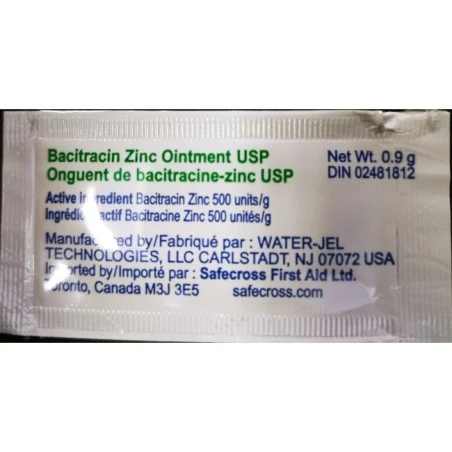 Bacitracin Zinc Ointment USP Net Wt. 0.9 g
Onguent de bacitracine-zinc USP DIN 02481812
Active Ingredient Bacitracin Zinc 500 units/g
Ingrédient actif Bacitracine Zinc 500 unités/g
Manufactured by/Fabriqué par : WATER-JEL
TECHNOLOGIES, LLC CARLSTADT, NJ 07072 USA
Imported by/Importé par : Safecross First Aid Ltd.
Toronto, Canada M3J 3E5 safecross.com